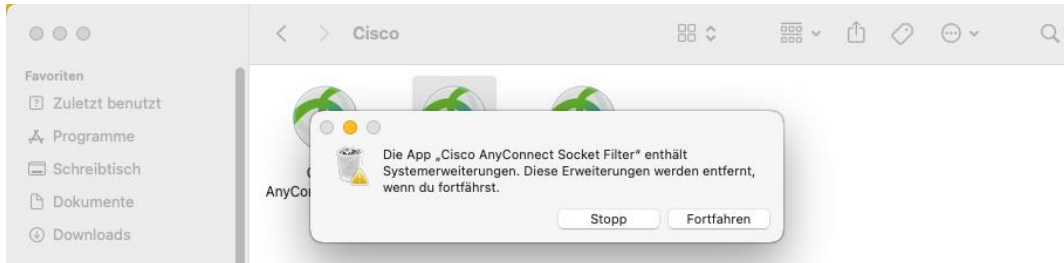 Cisco
Favoriten
Zuletzt benutzt
Programme
Schreibtisch
Dokumente
Downloads
Die App „Cisco AnyConnect Socket Filter“ enthält
Systemerweiterungen. Diese Erweiterungen werden entfernt,
wenn du fortfährst.
Stopp
Fortfahren